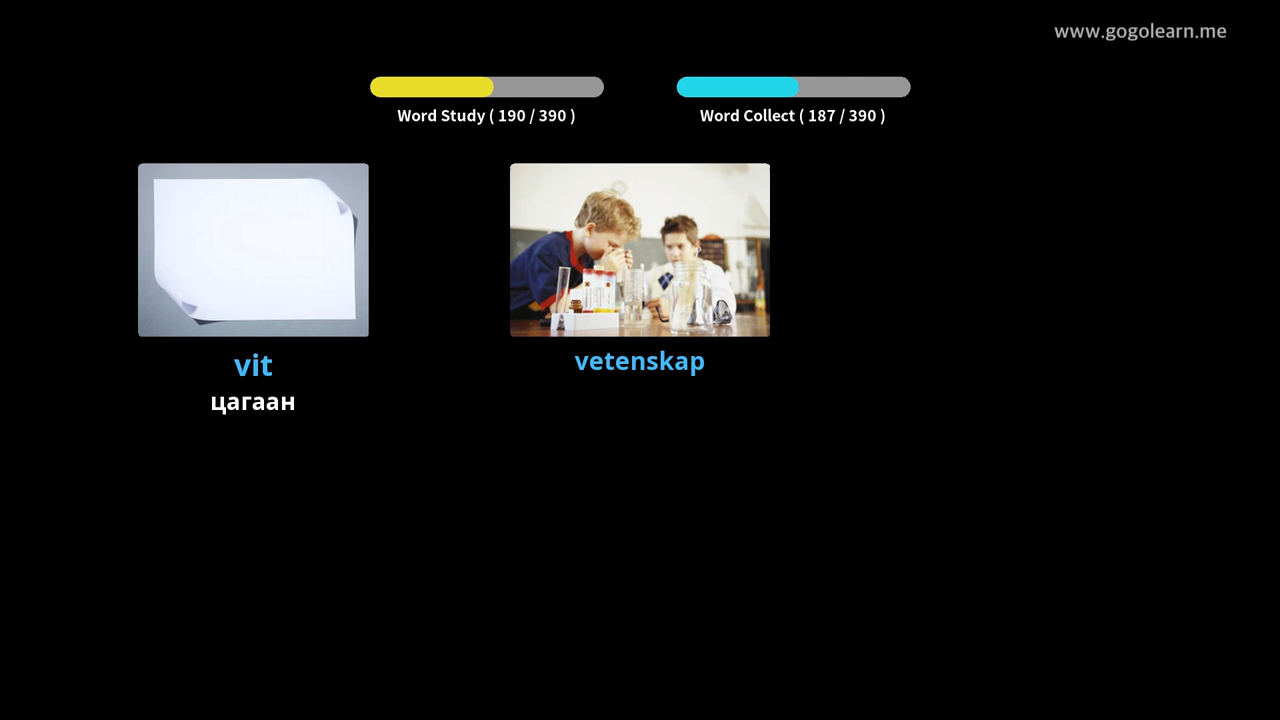 www.gogolearn.me
Word Study ( 190 / 390 )
Word Collect ( 187 / 390 )
vit
цагаан
vetenskap